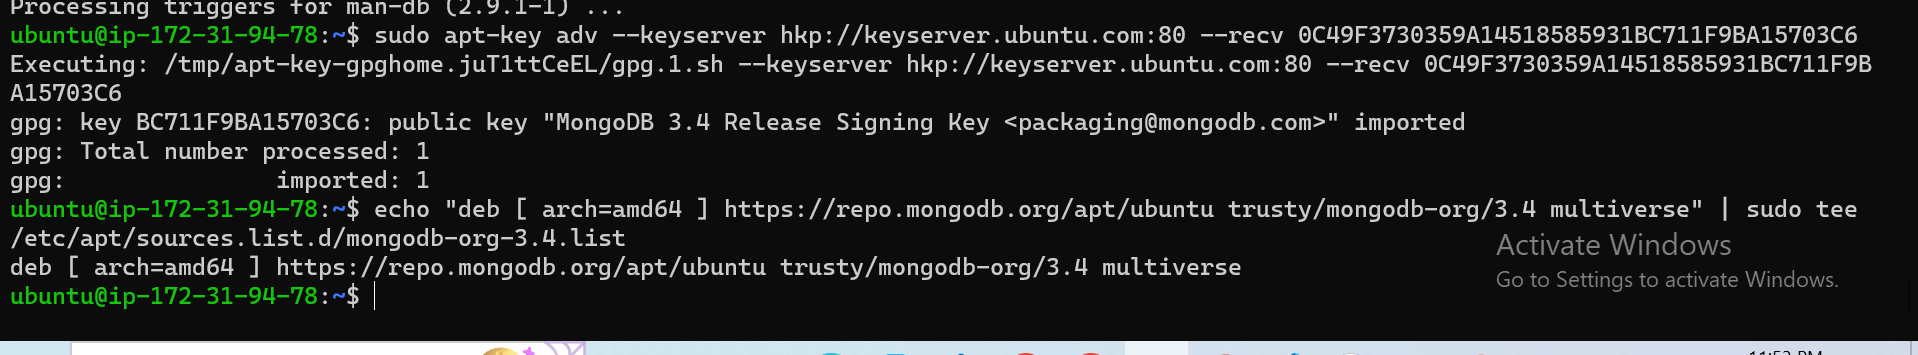 Processing triggers for man-db (2.9.1-1) ...
ubuntu@ip-172-31-94-78:~$ sudo apt-key adv --keyserver hkp://keyserver.ubuntu.com:80 --recv 0C49F3730359A14518585931BC711F9BA15703C6
Executing: /tmp/apt-key-gpghome.juT1ttCeEL/gpg.1.sh --keyserver hkp://keyserver.ubuntu.com:80 --recv 0C49F3730359A14518585931BC711F9B
A15703C6
gpg: key BC711F9BA15703C6: public key "MongoDB 3.4 Release Signing Key <packaging@mongodb.com>" imported
gpg: Total number processed: 1
gpg:               imported: 1
ubuntu@ip-172-31-94-78:~$ echo "deb [ arch=amd64 ] https://repo.mongodb.org/apt/ubuntu trusty/mongodb-org/3.4 multiverse" | sudo tee
/etc/apt/sources.list.d/mongodb-org-3.4.list
deb [ arch=amd64 ] https://repo.mongodb.org/apt/ubuntu trusty/mongodb-org/3.4 multiverse
ubuntu@ip-172-31-94-78:~$
Activate Windows
Go to Settings to activate Windows.